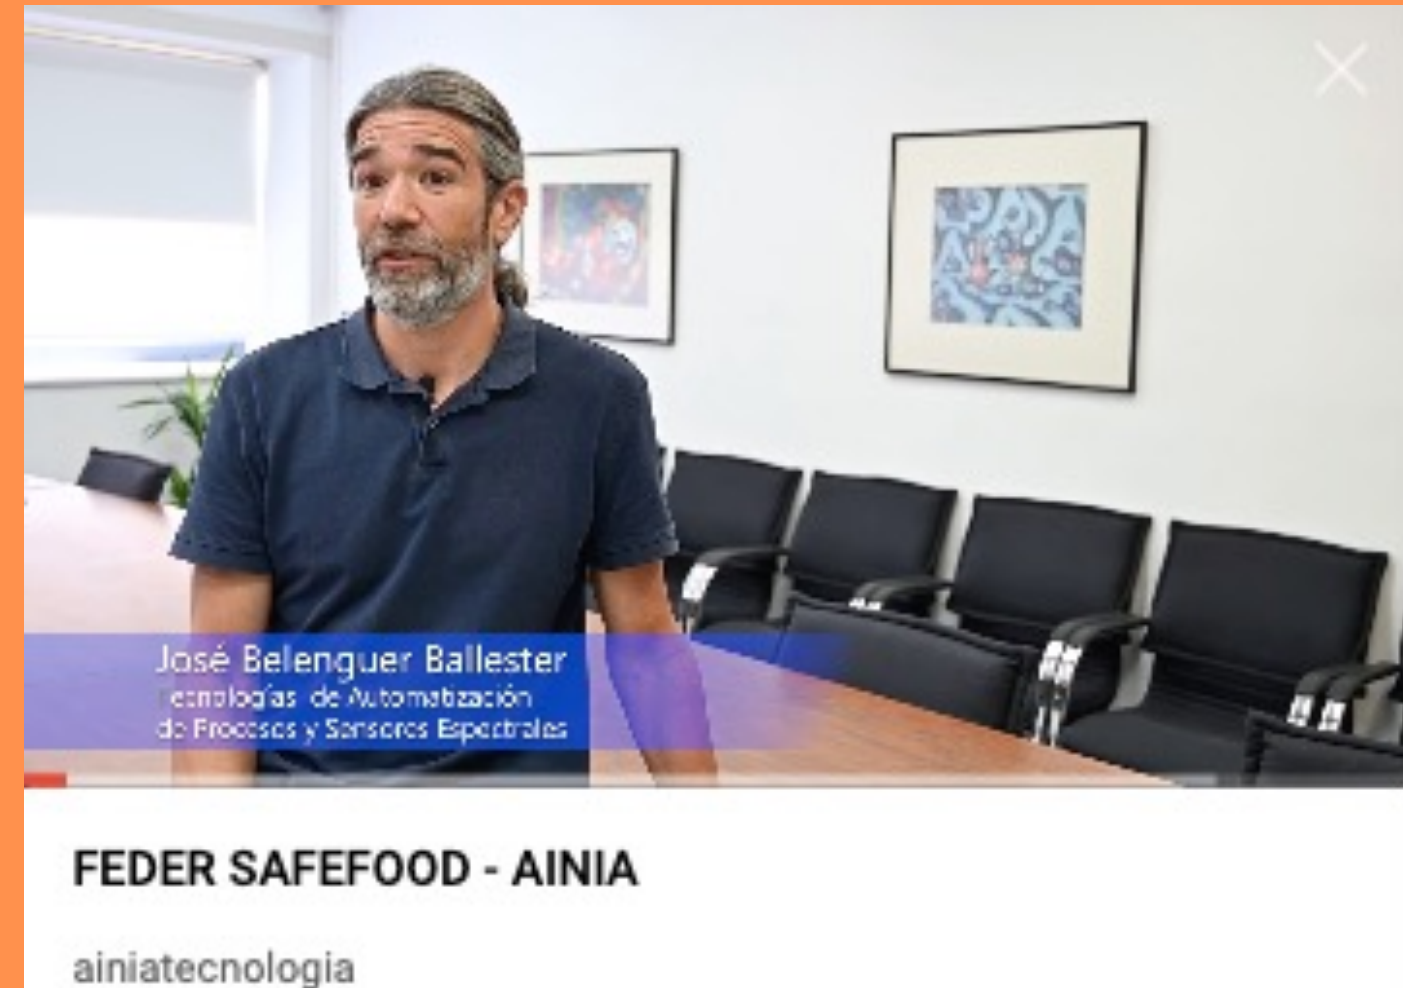 José Belenguer Ballester
Tecnologías de Automatización
de Procesos y Sensores Espectrales
FEDER SAFEFOOD - AINIA
ainiatecnologia